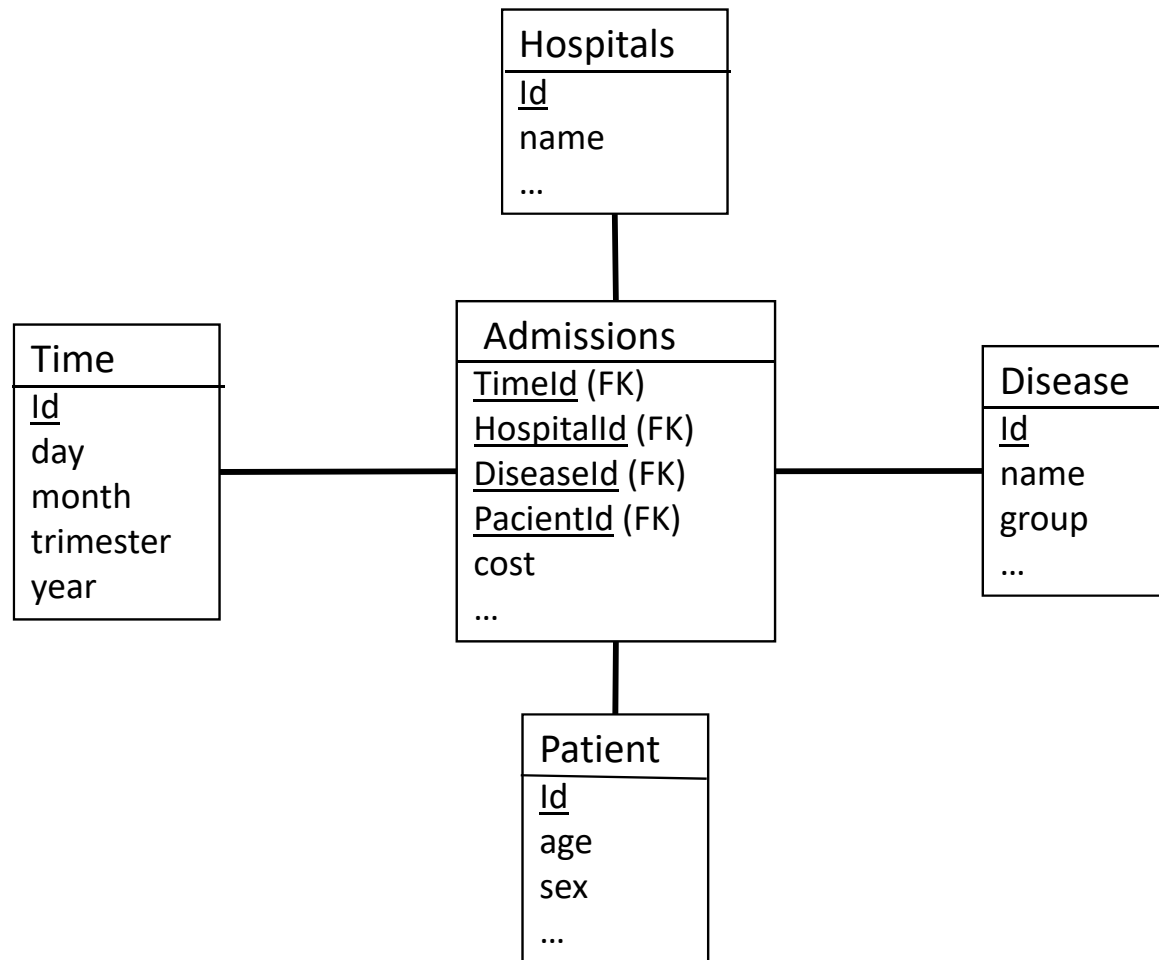 Hospitals
Id
name
...
Time
Id
day
month
trimester
year
Admissions
TimeId (FK)
HospitalId (FK)
DiseaseId (FK)
PacientId (FK)
cost
...
Disease
Id
name
group
...
Patient
Id
age
sex
...